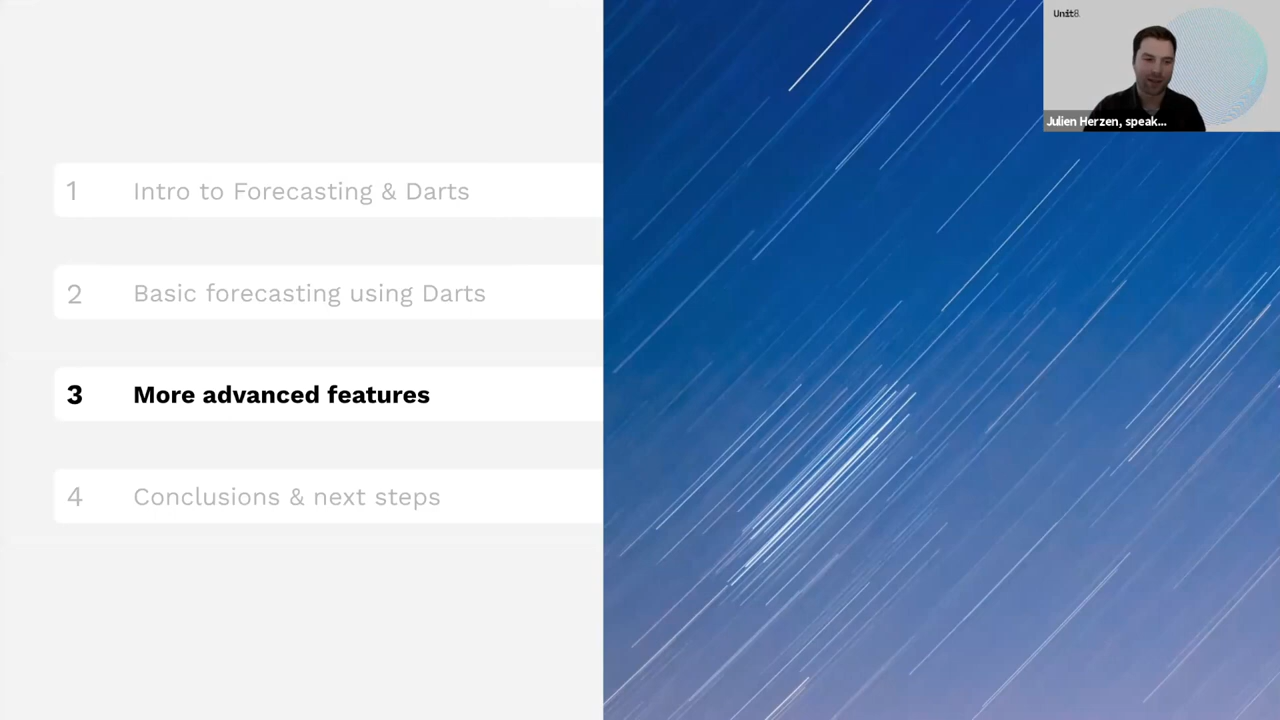 Unit8
Julien Herzen, speak...
1 Intro to Forecasting & Darts
2 Basic forecasting using Darts
3 More advanced features
4 Conclusions & next steps